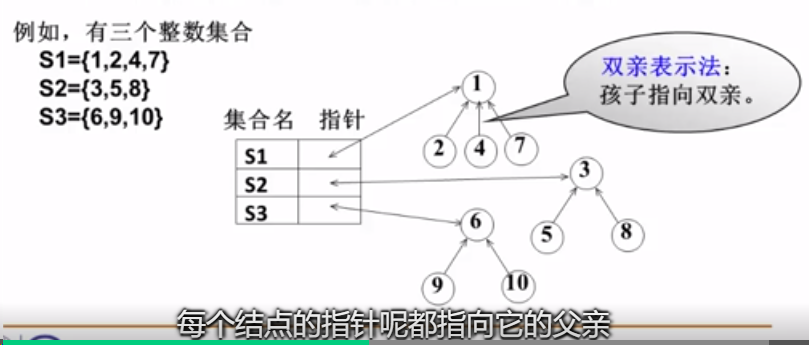 例如，有三个整数集合
S1={1,2,4,7}
S2={3,5,8}
S3={6,9,10}
双亲表示法：
孩子指向双亲。
集合名 指针
S1
S2
S3
1
2 4 7
3
5 8
6
9 10
每个结点的指针呢都指向它的父亲